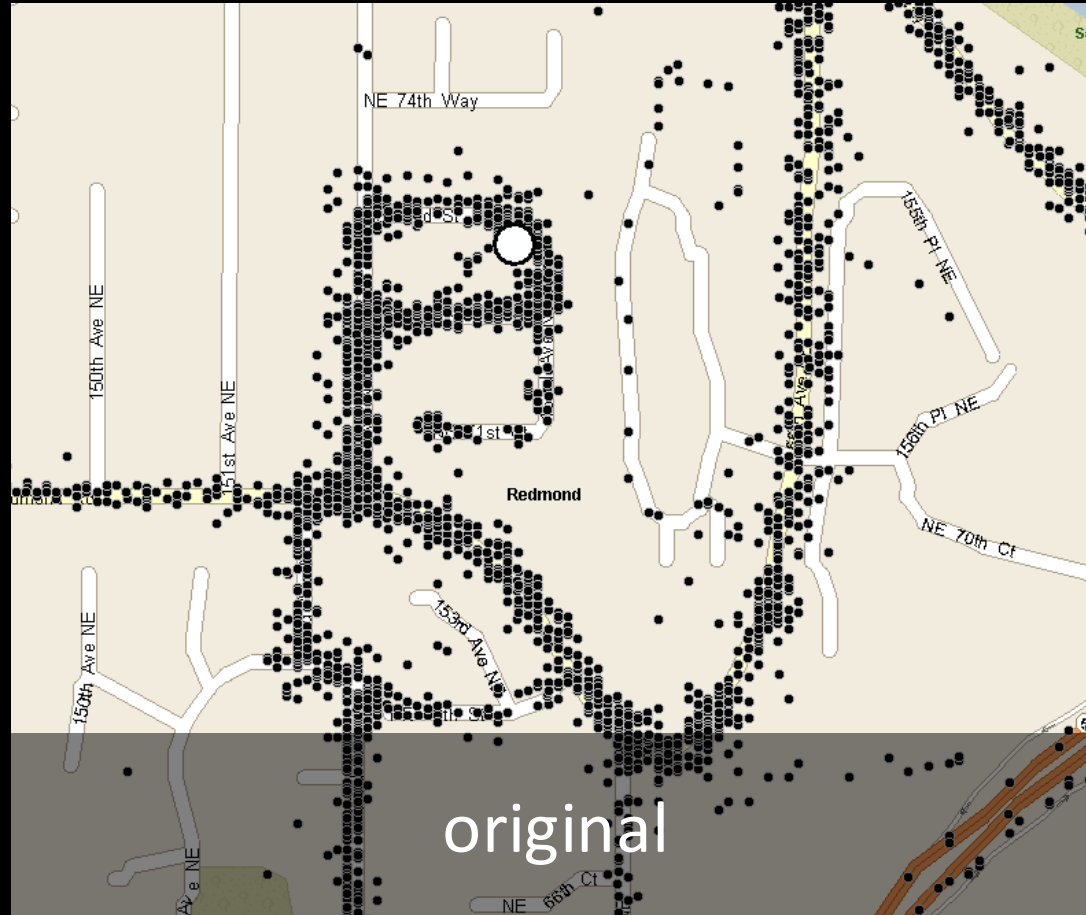 NE 74th Way
150th Ave NE
151st Ave NE
155th Pl NE
156th Pl NE
Redmond
NE 70th Ct
153rd Ave N
150th Ave NE
original
66th Ct
NE
Ave NE